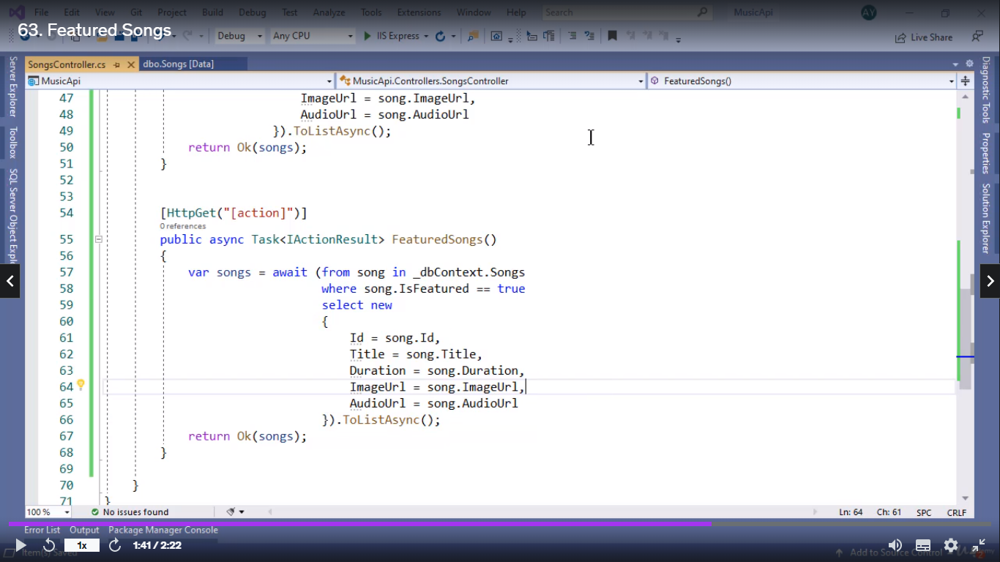 File Edit View Git Project Build Debug Test Analyze Tools Extensions Window Help Search MusicApi AY
63. Featured Songs
Debug Any CPU IIS Express Live Share
SongsController.cs dbo.Songs [Data]
MusicApi MusicApi.Controllers.SongsController FeaturedSongs()
Server Explorer
Toolbox
SQL Server Object Explo
Diagnostic Tools
Properties
Solution Explorer
47 ImageUrl = song.ImageUrl,
48 AudioUrl = song.AudioUrl
49 }).ToListAsync();
50 return Ok(songs);
51 }
52
53
54 [HttpGet("[action]")]
0 references
55 public async Task<IActionResult> FeaturedSongs()
56 {
57 var songs = await (from song in _dbContext.Songs
58 where song.IsFeatured == true
59 select new
60 {
61 Id = song.Id,
62 Title = song.Title,
63 Duration = song.Duration,
64 ImageUrl = song.ImageUrl,
65 AudioUrl = song.AudioUrl
66 }).ToListAsync();
67 return Ok(songs);
68 }
69
70 }
71 }
100 % No issues found Ln: 64 Ch: 61 SPC CRLF
Error List Output Package Manager Console
1x 1:41 / 2:22
Item(s) Saved Add to Source Control